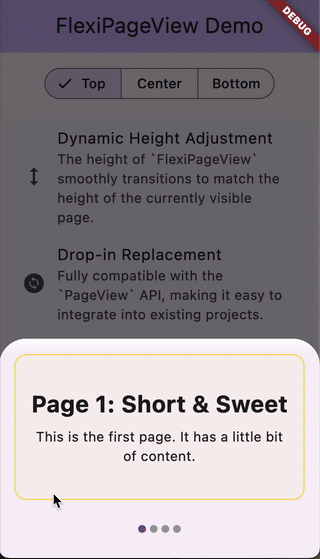 FlexiPageView Demo
DEBUG
Top Center Bottom
Dynamic Height Adjustment
The height of `FlexiPageView`
smoothly transitions to match the
height of the currently visible
page.
Drop-in Replacement
Fully compatible with the
`PageView` API, making it easy to
integrate into existing projects.
Page 1: Short & Sweet
This is the first page. It has a little bit
of content.